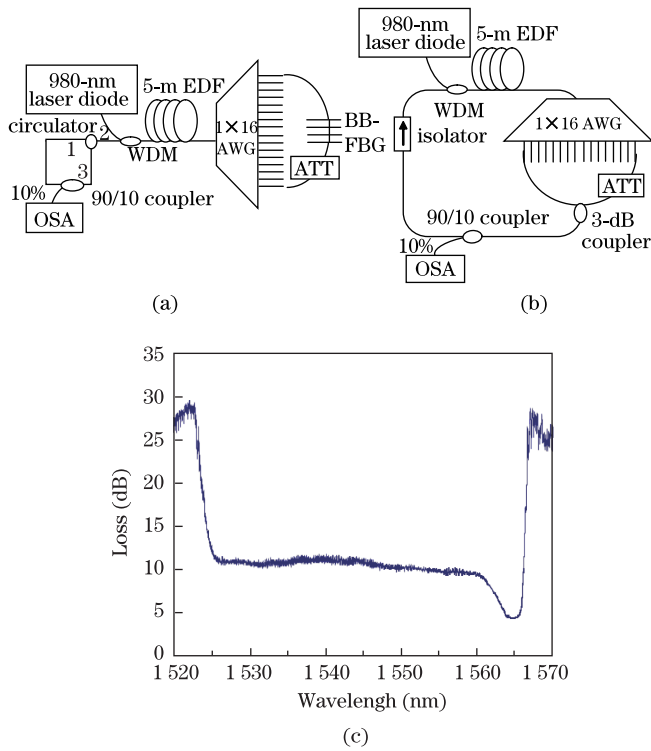 980-nm
laser diode
5-m EDF
circulator
2
1
3
WDM
1×16
AWG
BB-
FBG
ATT
10%
OSA
90/10 coupler
(a)
980-nm
laser diode
5-m EDF
WDM
isolator
1×16 AWG
ATT
90/10 coupler
3-dB
coupler
10%
OSA
(b)
Loss (dB)
35
30
25
20
15
10
5
0
1 520 1 530 1 540 1 550 1 560 1 570
Wavelengh (nm)
(c)